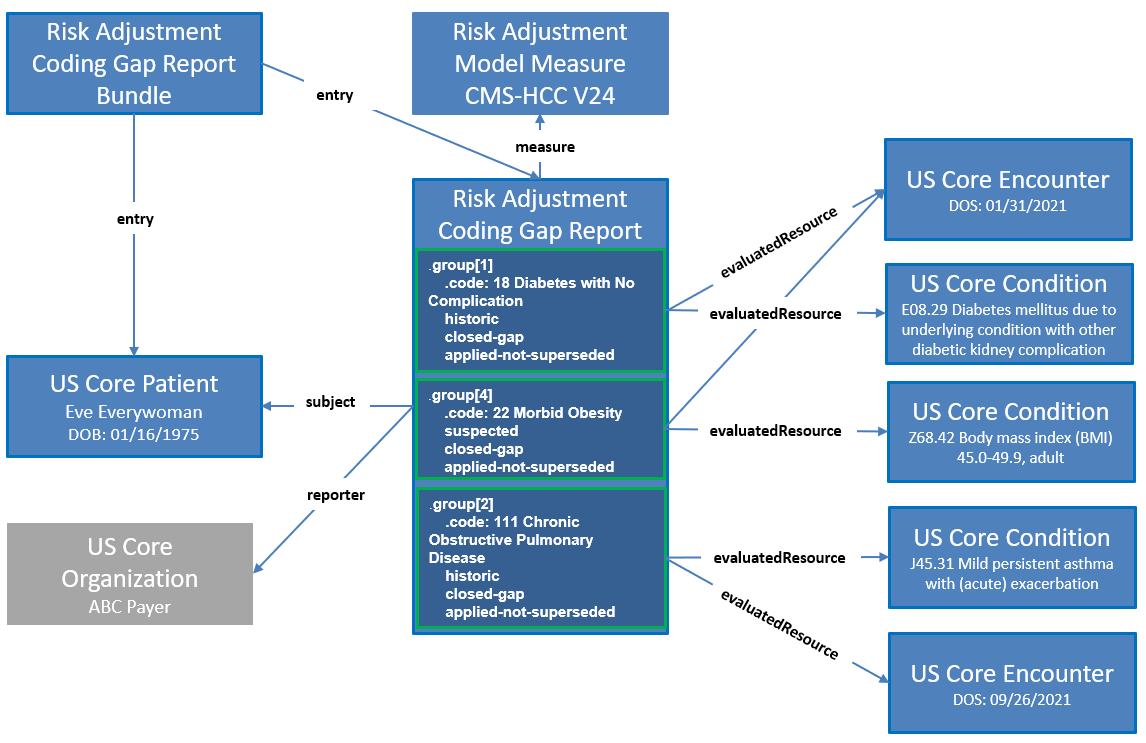 Risk Adjustment
Coding Gap Report
Bundle
Risk Adjustment
Model Measure
CMS-HCC V24
entry
measure
entry
Risk Adjustment
Coding Gap Report
.group[1]
.code: 18 Diabetes with No
Complication
historic
closed-gap
applied-not-superseded
.group[4]
.code: 22 Morbid Obesity
suspected
closed-gap
applied-not-superseded
.group[2]
.code: 111 Chronic
Obstructive Pulmonary
Disease
historic
closed-gap
applied-not-superseded
US Core Patient
Eve Everywoman
DOB: 01/16/1975
subject
reporter
US Core
Organization
ABC Payer
evaluatedResource
evaluatedResource
evaluatedResource
evaluatedResource
evaluatedResource
US Core Encounter
DOS: 01/31/2021
US Core Condition
E08.29 Diabetes mellitus due to
underlying condition with other
diabetic kidney complication
US Core Condition
Z68.42 Body mass index (BMI)
45.0-49.9, adult
US Core Condition
J45.31 Mild persistent asthma
with (acute) exacerbation
US Core Encounter
DOS: 09/26/2021